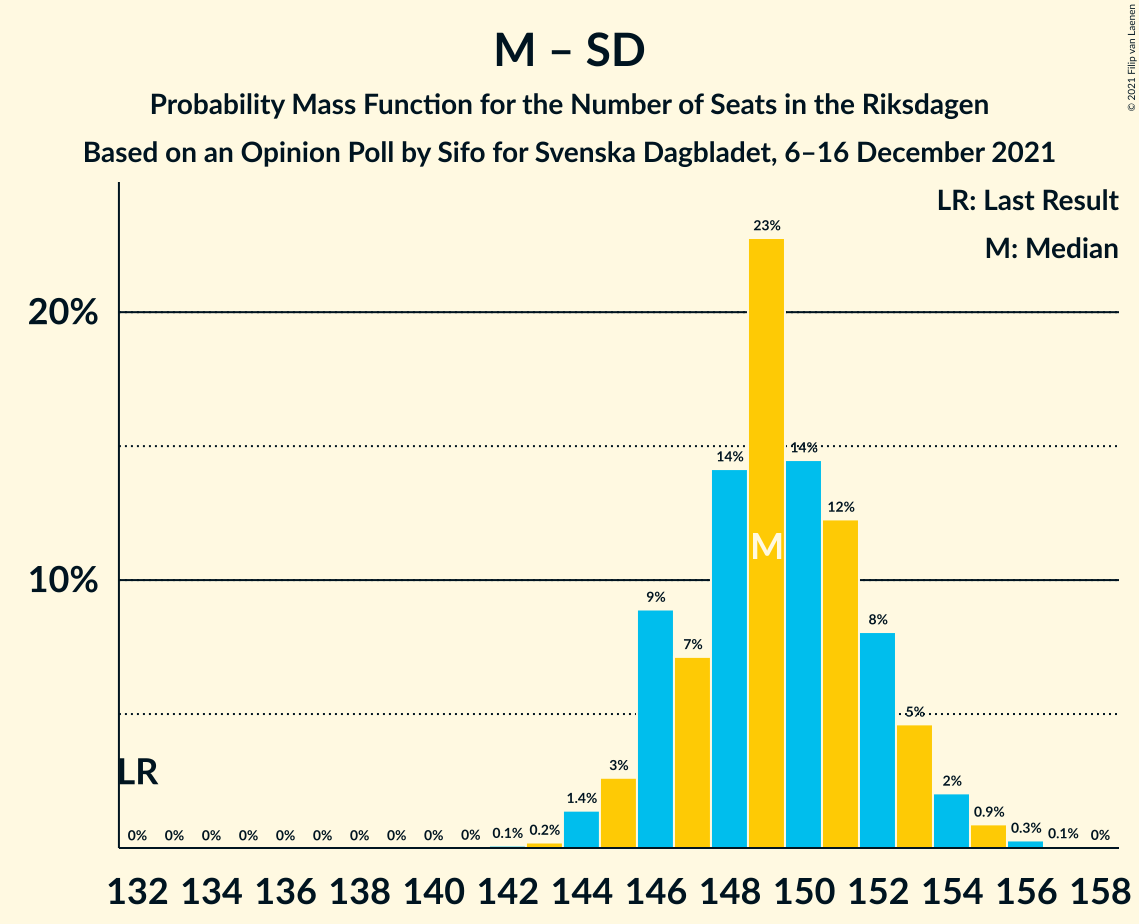 M – SD
Probability Mass Function for the Number of Seats in the Riksdagen
Based on an Opinion Poll by Sifo for Svenska Dagbladet, 6–16 December 2021
© 2021 Filip van Laenen
LR: Last Result
M: Median
20%
10%
LR
M
0% 0% 0% 0% 0% 0% 0% 0% 0% 0% 0.1% 0.2% 1.4% 3% 9% 7% 14% 23% 14% 12% 8% 5% 2% 0.9% 0.3% 0.1% 0%
132 134 136 138 140 142 144 146 148 150 152 154 156 158